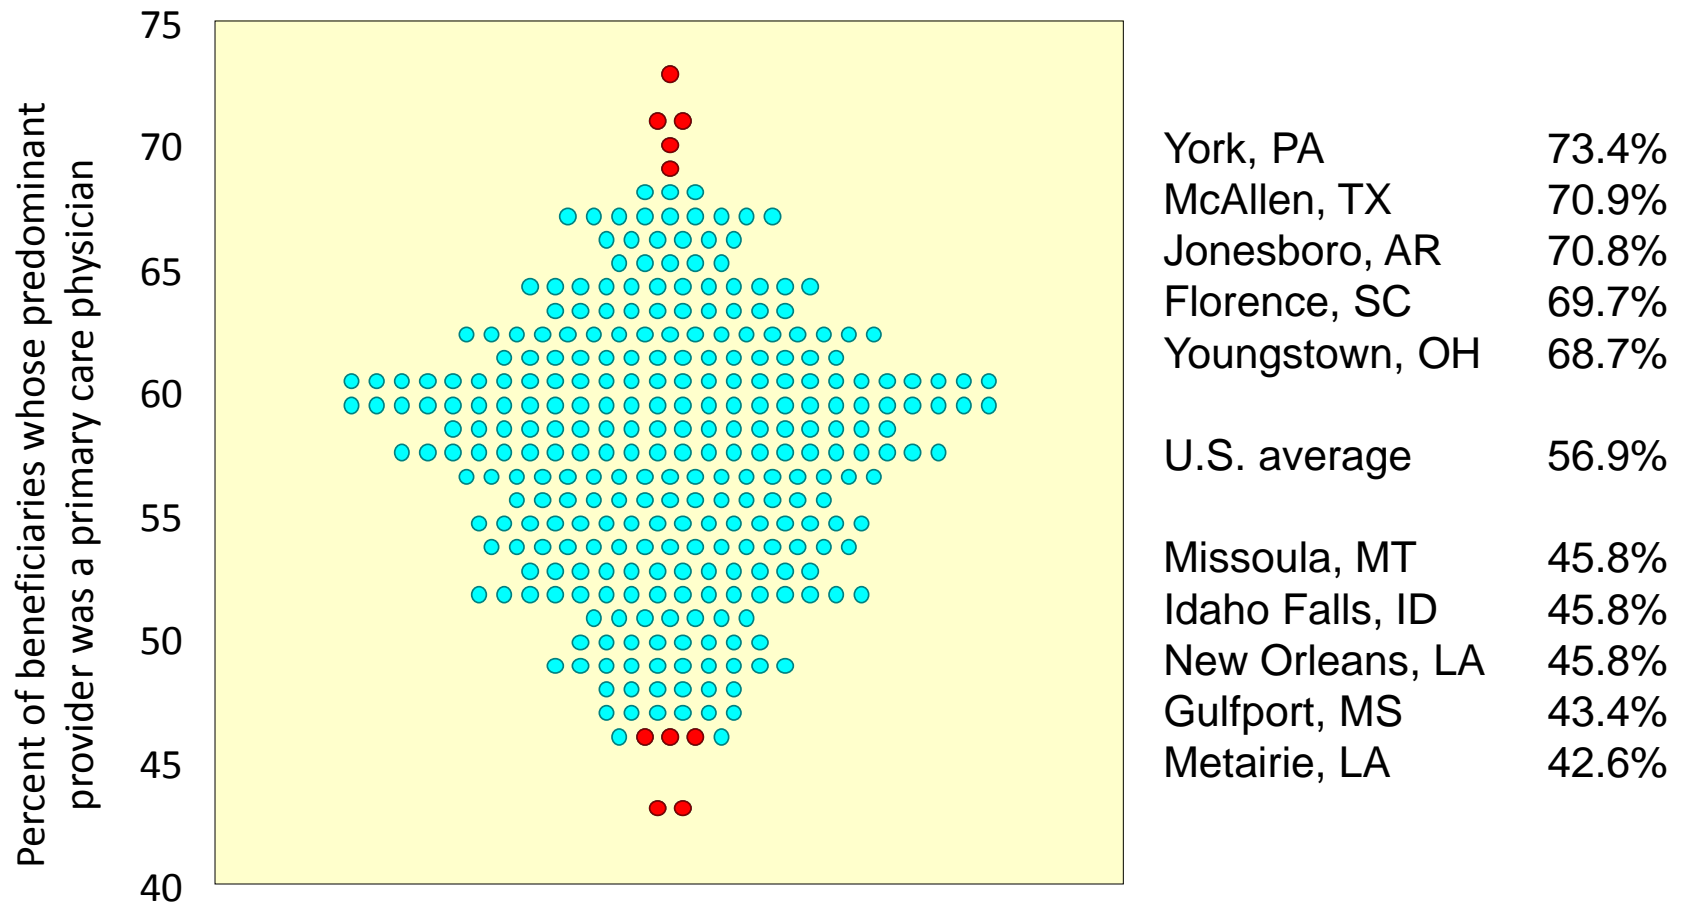 Percent of beneficiaries whose predominant
provider was a primary care physician
75
70
65
60
55
50
45
40
York, PA 73.4%
McAllen, TX 70.9%
Jonesboro, AR 70.8%
Florence, SC 69.7%
Youngstown, OH 68.7%
U.S. average 56.9%
Missoula, MT 45.8%
Idaho Falls, ID 45.8%
New Orleans, LA 45.8%
Gulfport, MS 43.4%
Metairie, LA 42.6%